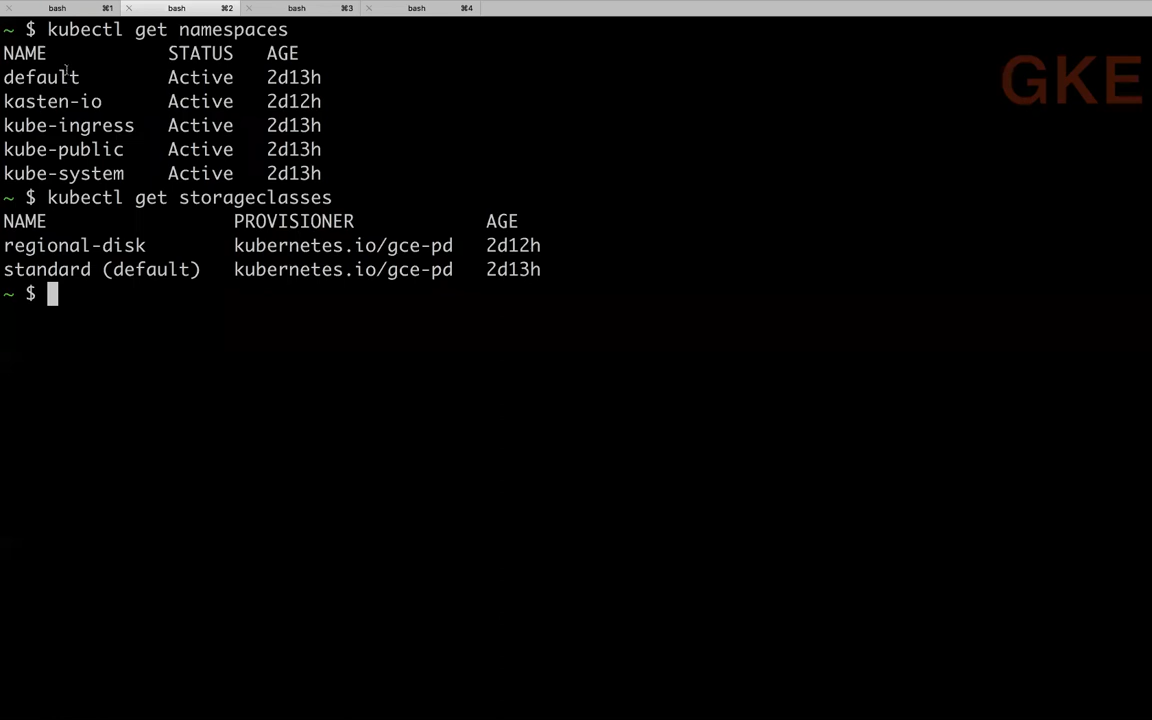 bash ⌘1 bash ⌘2 bash ⌘3 bash ⌘4
~ $ kubectl get namespaces
NAME STATUS AGE
default Active 2d13h
kasten-io Active 2d12h
kube-ingress Active 2d13h
kube-public Active 2d13h
kube-system Active 2d13h
~ $ kubectl get storageclasses
NAME PROVISIONER AGE
regional-disk kubernetes.io/gce-pd 2d12h
standard (default) kubernetes.io/gce-pd 2d13h
~ $
GKE